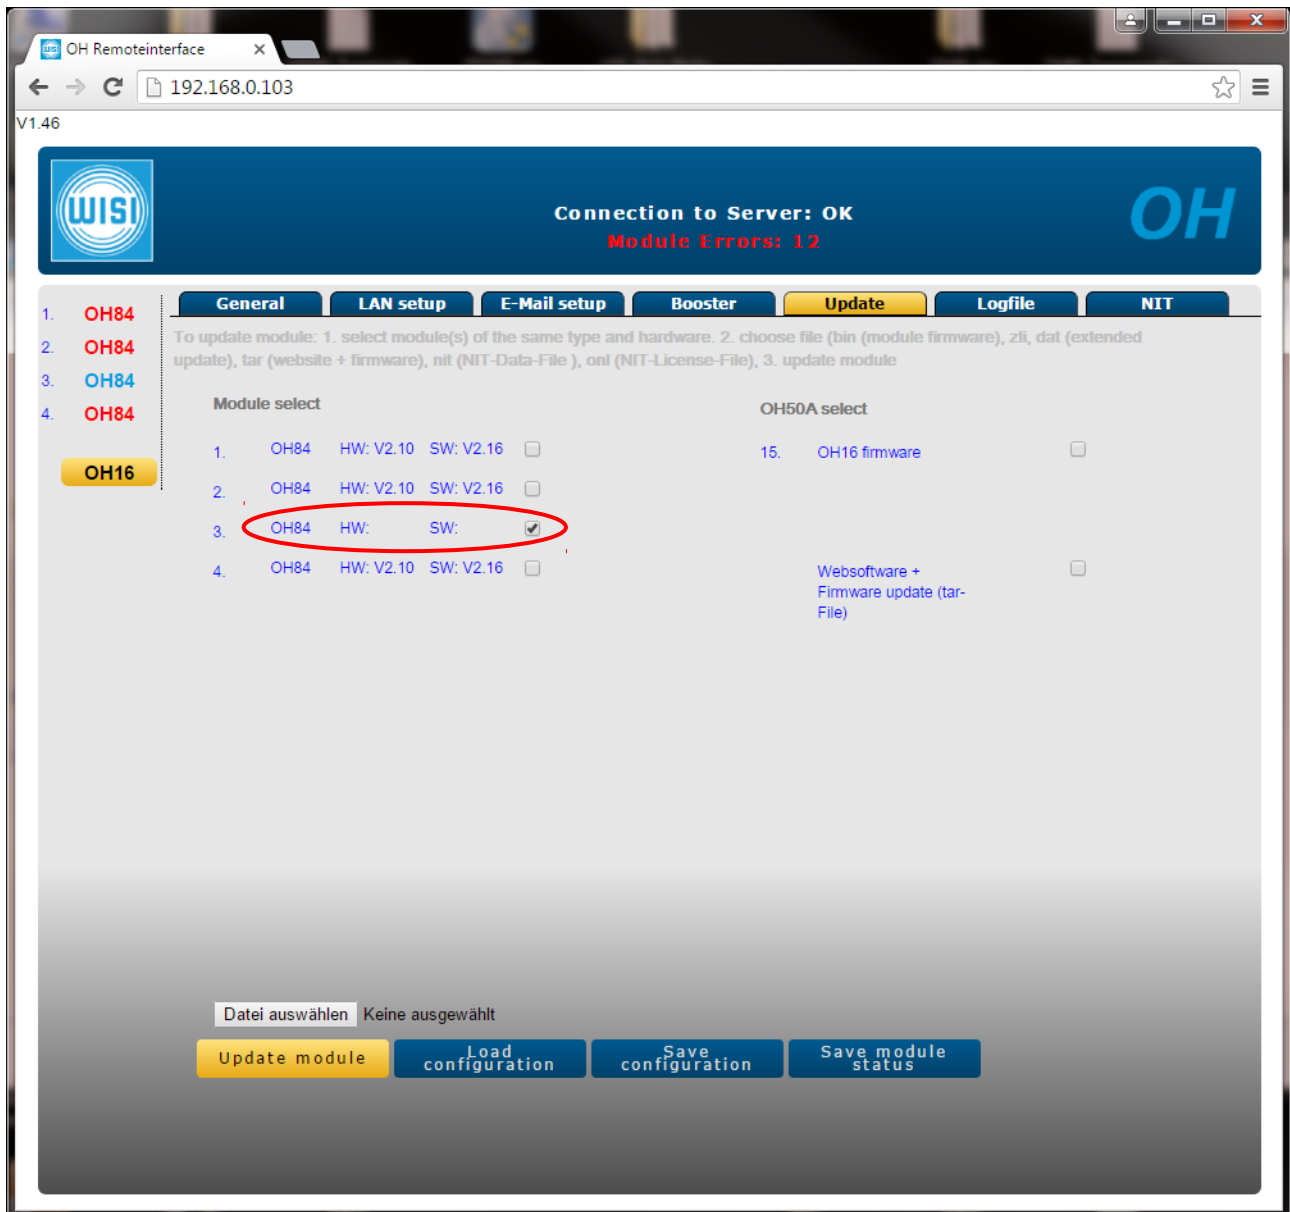 OH Remoteinterface
192.168.0.103
V1.46
WISI
Connection to Server: OK
Module Errors: 12
OH
1. OH84
2. OH84
3. OH84
4. OH84
OH16
General LAN setup E-Mail setup Booster Update Logfile NIT
To update module: 1. select module(s) of the same type and hardware. 2. choose file (bin (module firmware), zli, dat (extended
update), tar (website + firmware), nit (NIT-Data-File ), onl (NIT-License-File), 3. update module
Module select
1. OH84 HW: V2.10 SW: V2.16
2. OH84 HW: V2.10 SW: V2.16
3. OH84 HW: SW:
4. OH84 HW: V2.10 SW: V2.16
OH50A select
15. OH16 firmware
Websoftware +
Firmware update (tar-
File)
Datei auswählen Keine ausgewählt
Update module
Load
configuration
Save
configuration
Save module
status